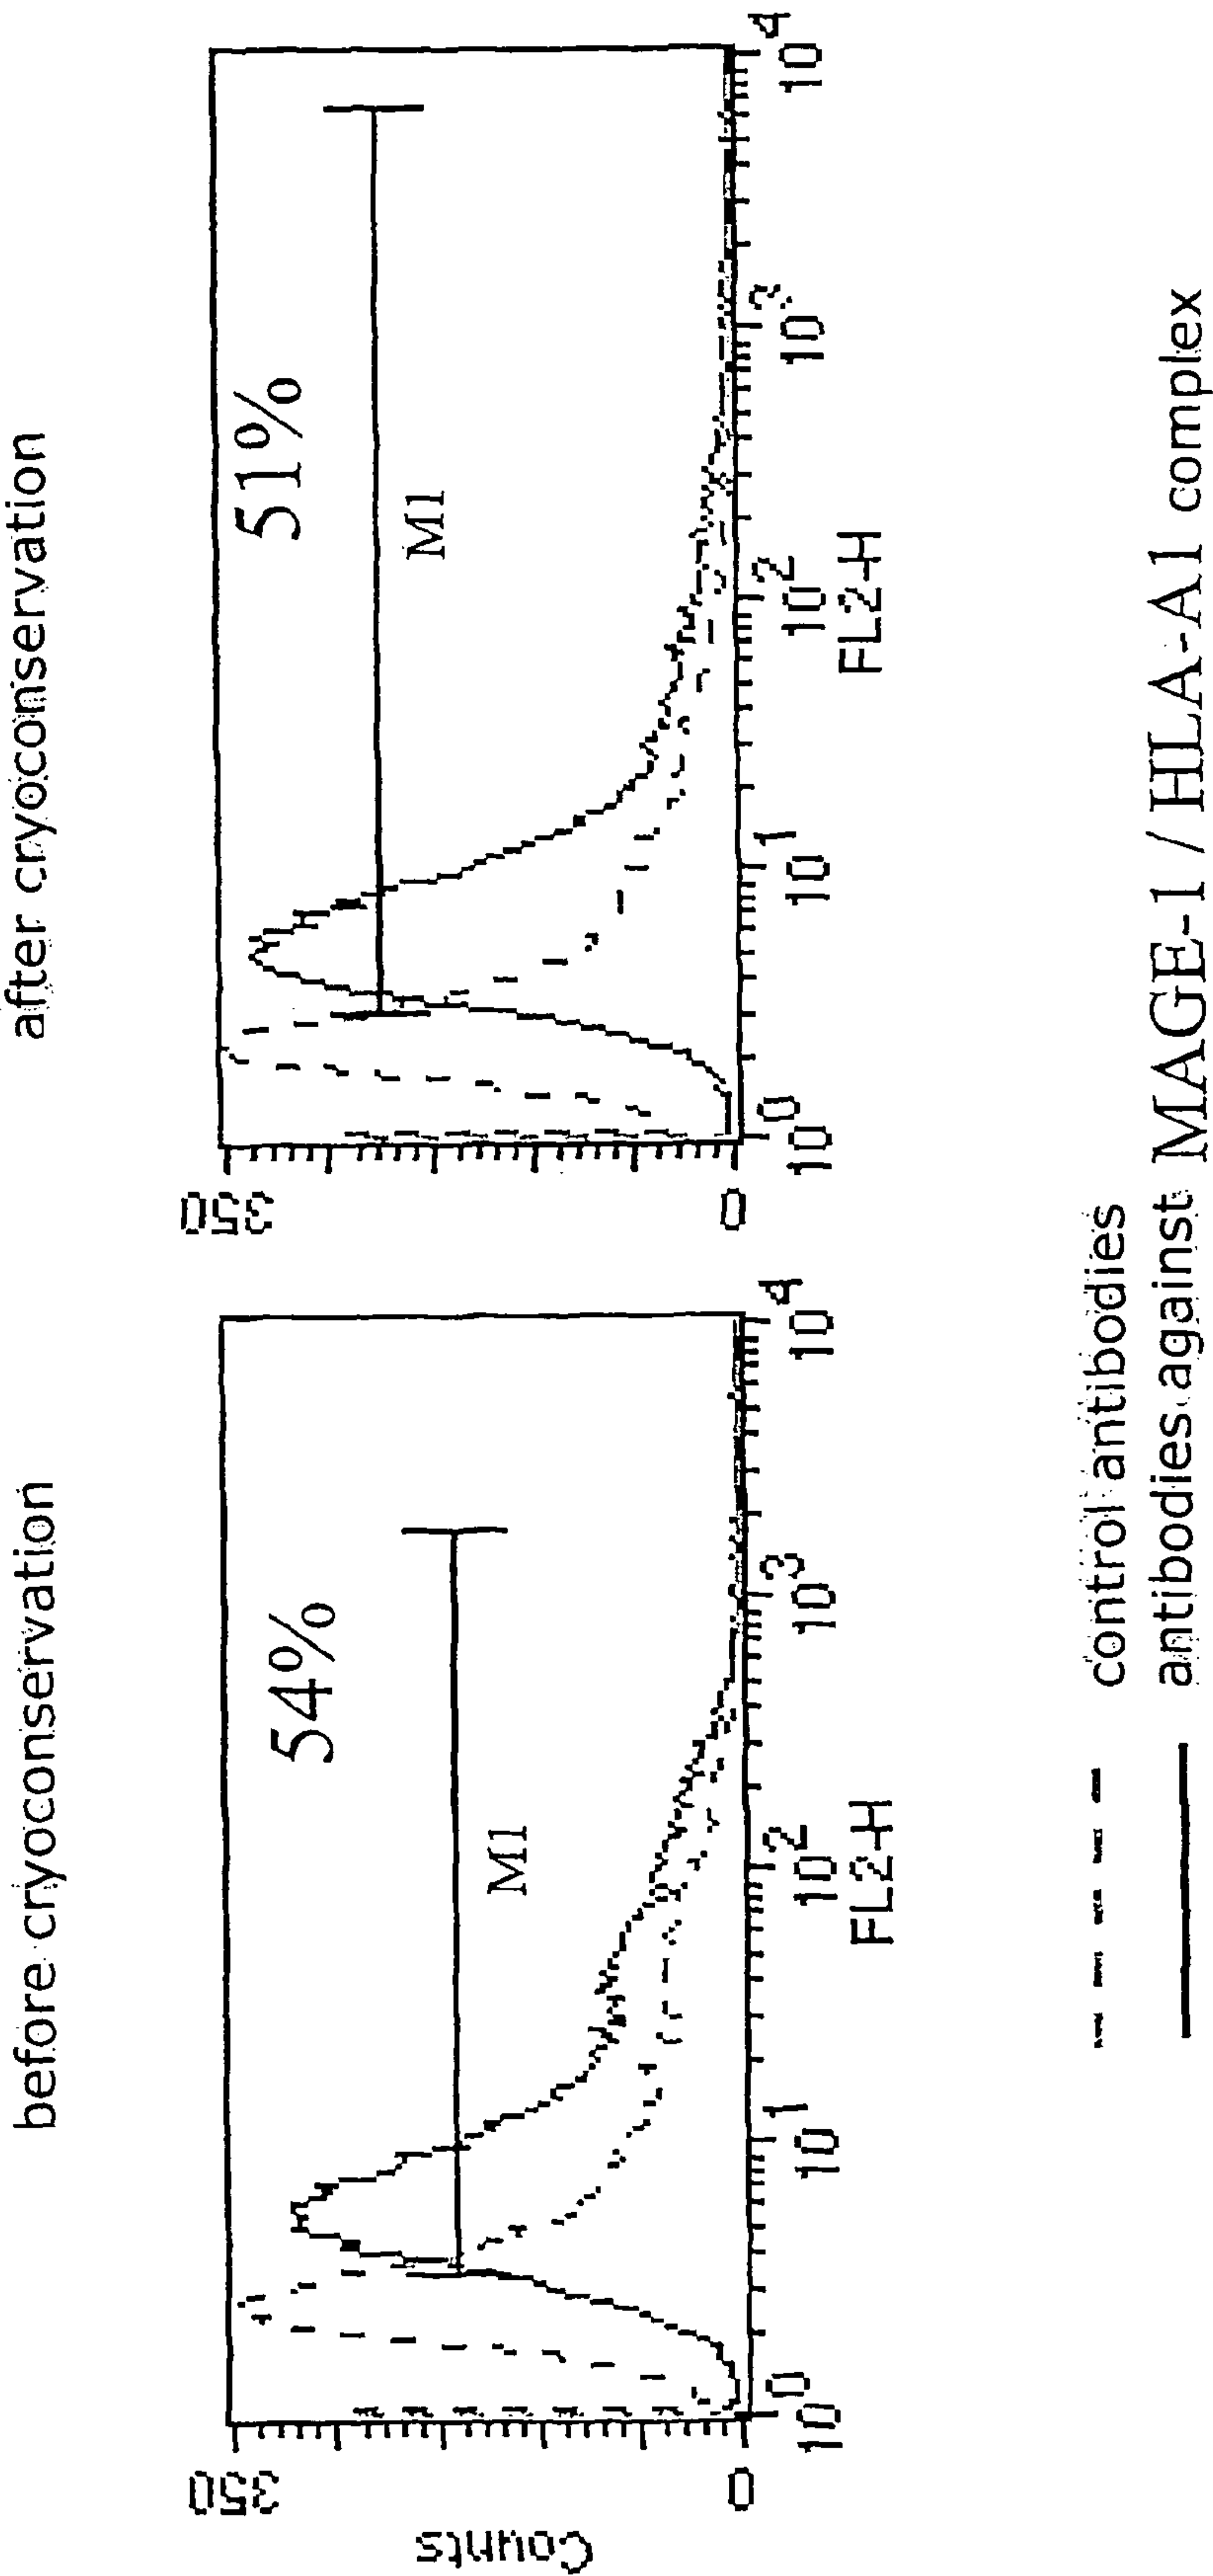 before cryoconservation
after cryoconservation
Counts
350
0
54%
M1
10^0 10^1 10^2 10^3 10^4
FL2-H
350
0
51%
M1
10^0 10^1 10^2 10^3 10^4
FL2-H
control antibodies
antibodies against MAGE-1 / HLA-A1 complex